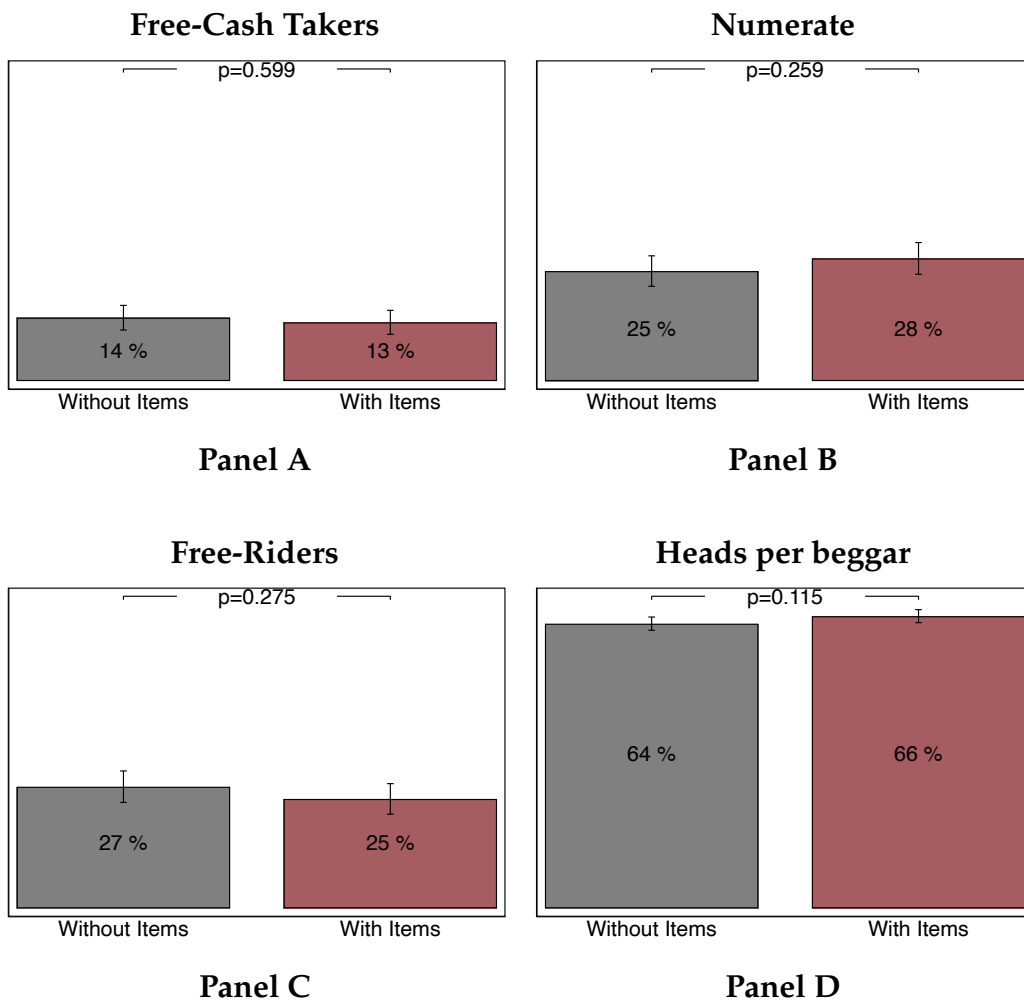 Free-Cash Takers
p=0.599
14 %
13 %
Without Items
With Items
Panel A
Numerate
p=0.259
25 %
28 %
Without Items
With Items
Panel B
Free-Riders
p=0.275
27 %
25 %
Without Items
With Items
Panel C
Heads per beggar
p=0.115
64 %
66 %
Without Items
With Items
Panel D